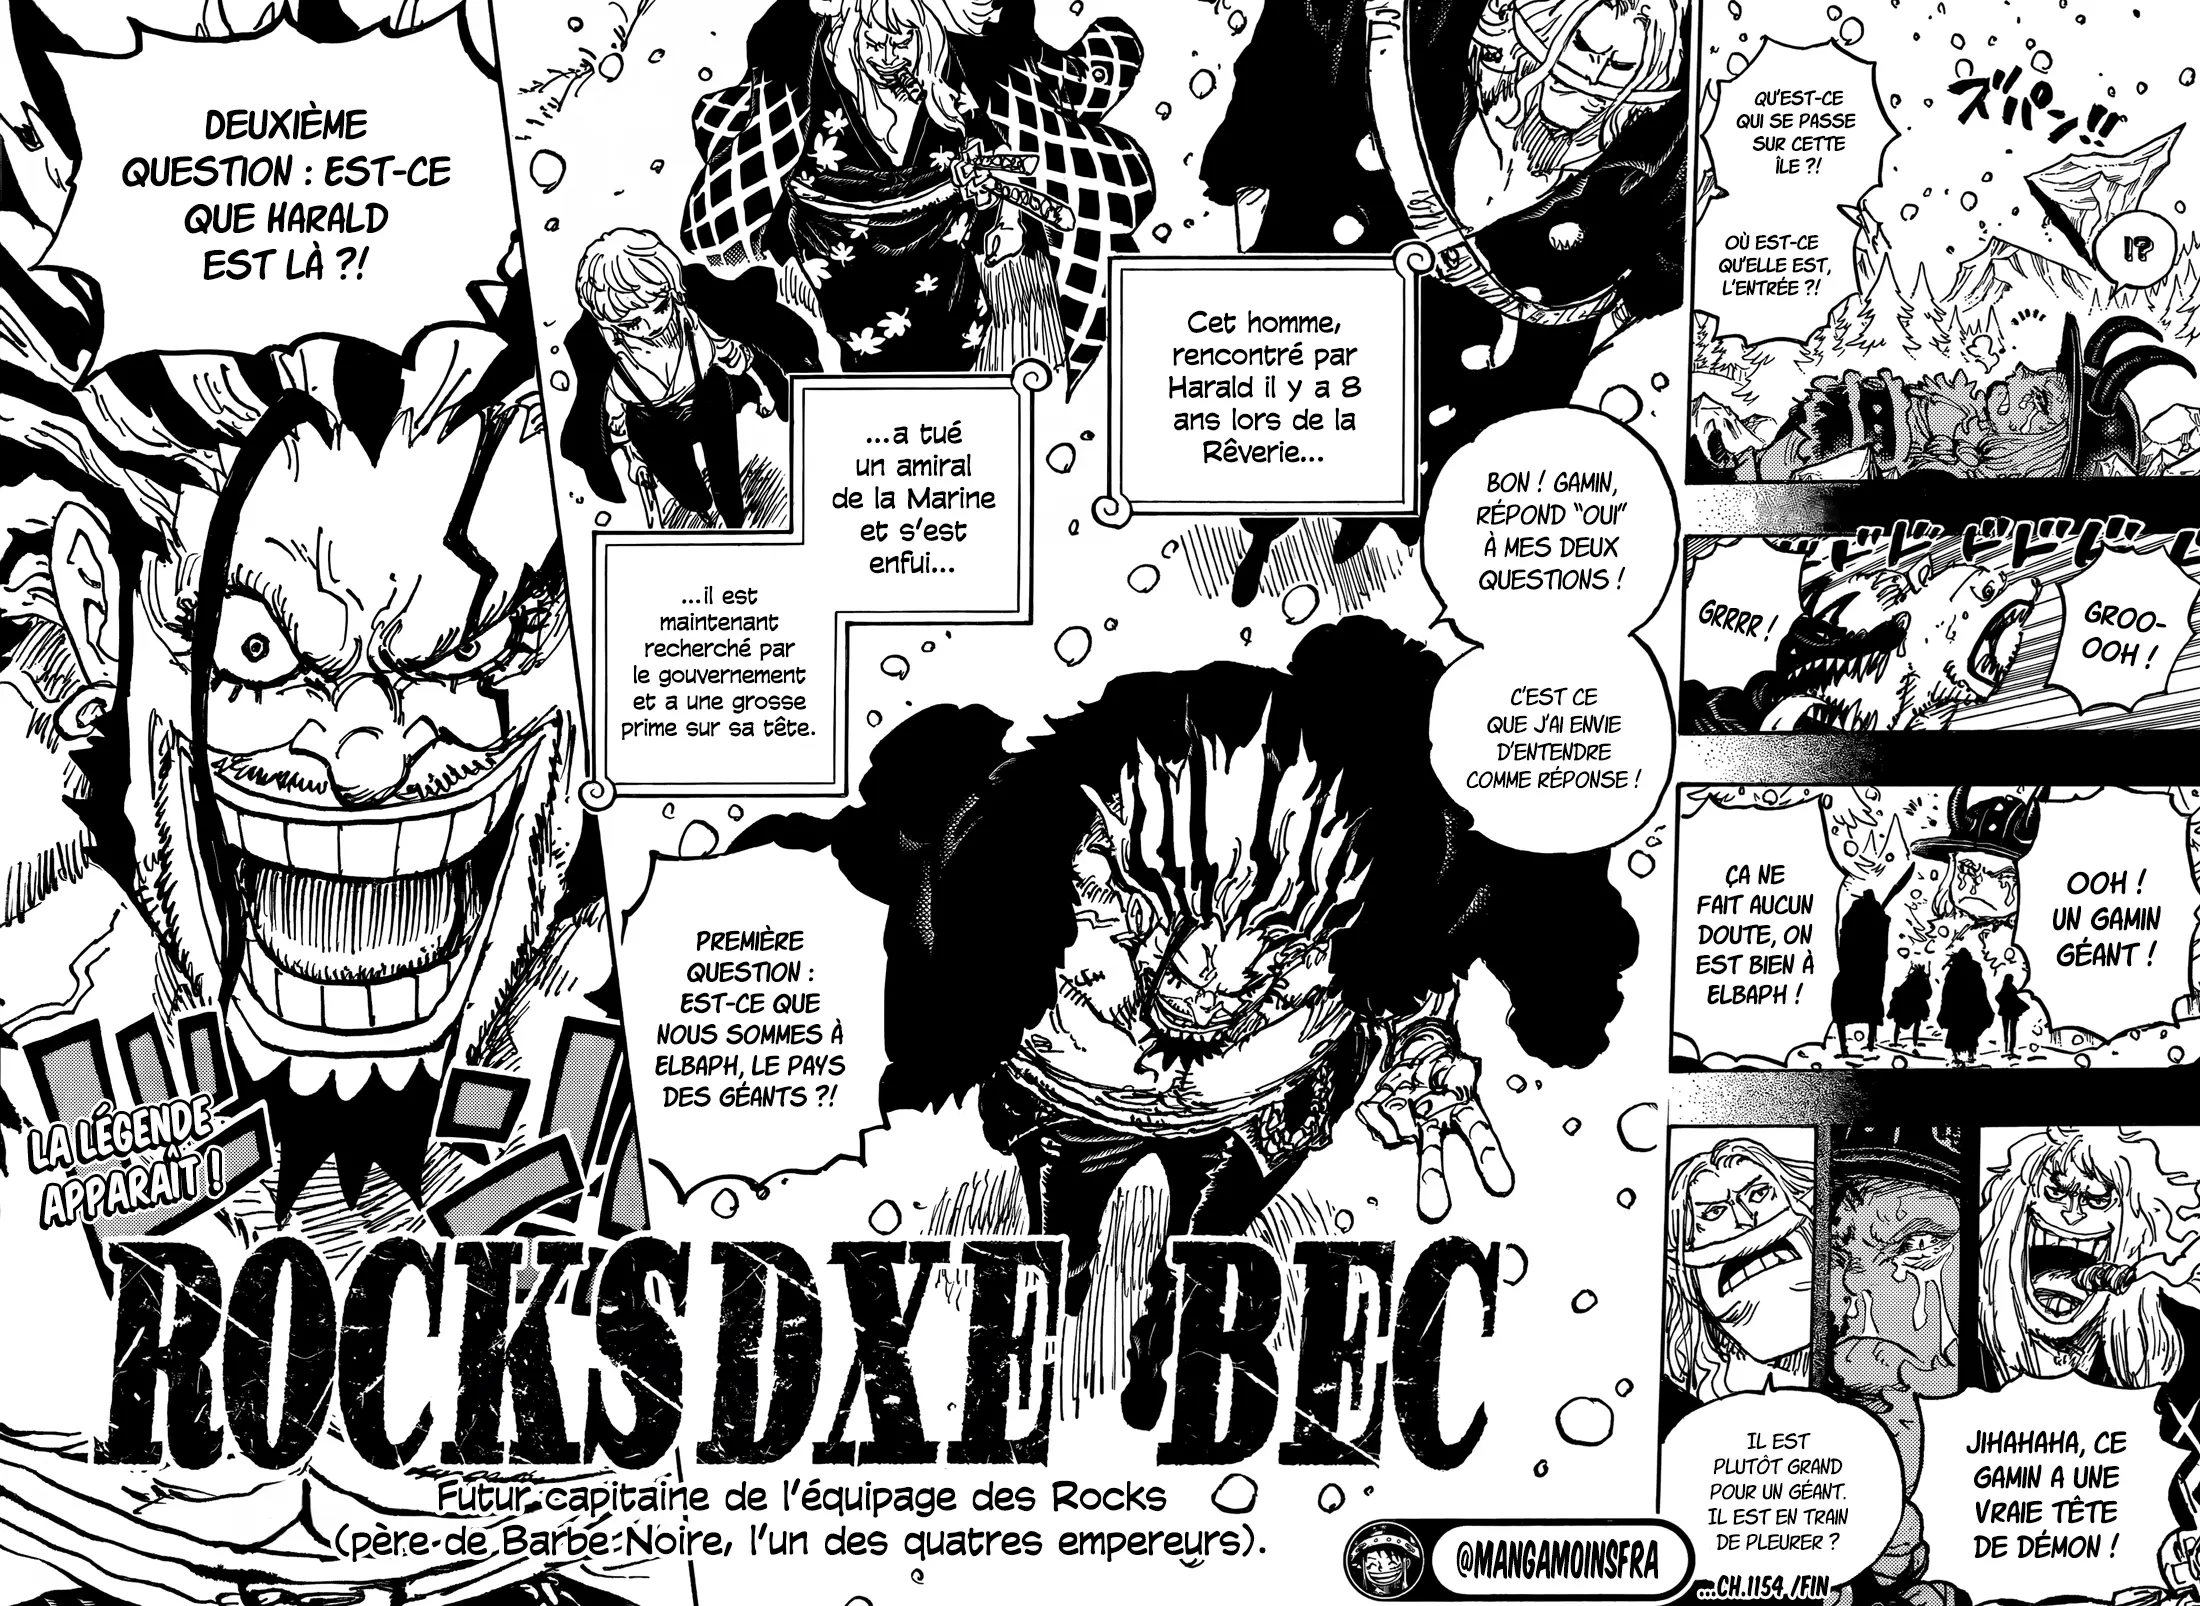 QU'EST-CE
QUI SE PASSE
SUR CETTE
ÎLE ?!
OÙ EST-CE
QU'ELLE EST,
L'ENTRÉE ?!
ズパン!!
!?
ドドドドドド
GROO-
OOH !
GRRRR !
OOH !
UN GAMIN
GÉANT !
ÇA NE
FAIT AUCUN
DOUTE, ON
EST BIEN À
ELBAPH !
JIHAHAHA, CE
GAMIN A UNE
VRAIE TÊTE
DE DÉMON !
IL EST
PLUTÔT GRAND
POUR UN GÉANT.
IL EST EN TRAIN
DE PLEURER ?
Cet homme,
rencontré par
Harald il y a 8
ans lors de la
Rêverie...
...a tué
un amiral
de la Marine
et s'est
enfui...
...il est
maintenant
recherché par
le gouvernement
et a une grosse
prime sur sa tête.
BON ! GAMIN,
RÉPOND "OUI"
À MES DEUX
QUESTIONS !
C'EST CE
QUE J'AI ENVIE
D'ENTENDRE
COMME RÉPONSE !
PREMIÈRE
QUESTION :
EST-CE QUE
NOUS SOMMES À
ELBAPH, LE PAYS
DES GÉANTS ?!
DEUXIÈME
QUESTION : EST-CE
QUE HARALD
EST LÀ ?!
LA LÉGENDE
APPARAÎT !
ROCKS D XEBEC
Futur capitaine de l'équipage des Rocks
(père de Barbe Noire, l'un des quatres empereurs).
@MANGAMOINSFRA
...CH.1154 /FIN